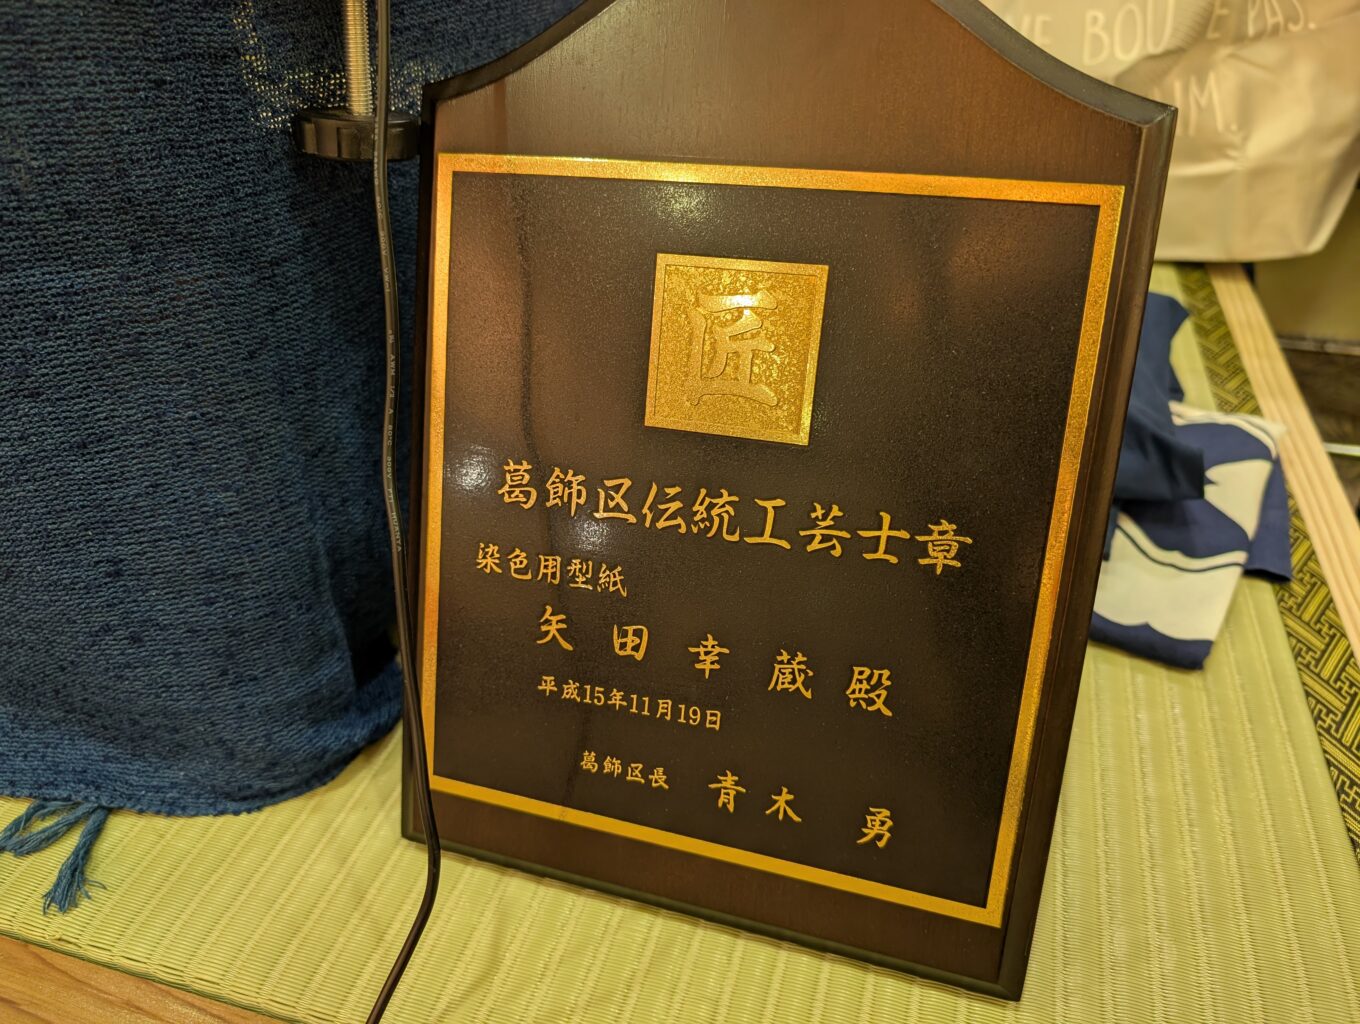 匠
葛飾区伝統工芸士章
染色用型紙
矢田幸蔵殿
平成15年11月19日
葛飾区長 青木 勇
BOU
PAS.